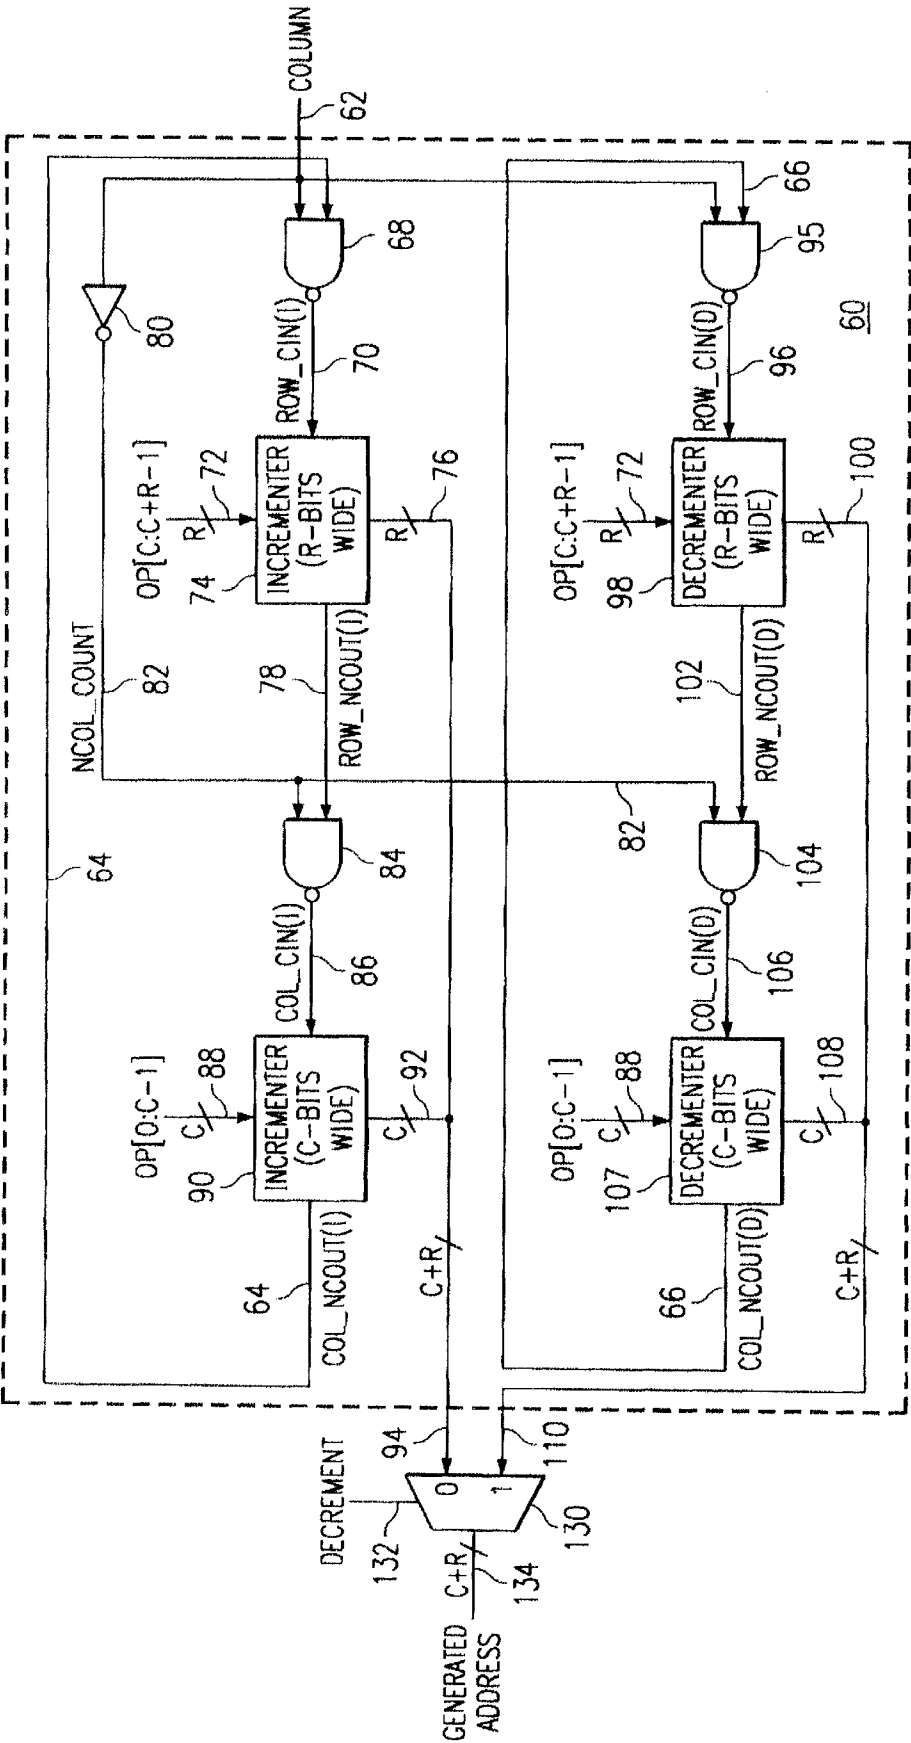 64
NCOL_COUNT
82
80
OP[0:C-1]
C
88
90
INCREMENTER
(C-BITS
WIDE)
COL_CIN(I)
86
84
OP[C:C+R-1]
R
72
74
INCREMENTER
(R-BITS
WIDE)
ROW_CIN(I)
70
68
COLUMN
62
64
COL_NCOUT(I)
C
92
78
ROW_NCOUT(I)
R
76
C+R
DECREMENT
132
94
0
1
110
130
GENERATED
ADDRESS
C+R
134
OP[0:C-1]
C
88
107
DECREMENTER
(C-BITS
WIDE)
COL_CIN(D)
106
82
104
OP[C:C+R-1]
R
72
98
DECREMENTER
(R-BITS
WIDE)
ROW_CIN(D)
96
95
66
66
COL_NCOUT(D)
C
108
102
ROW_NCOUT(D)
R
100
C+R
60